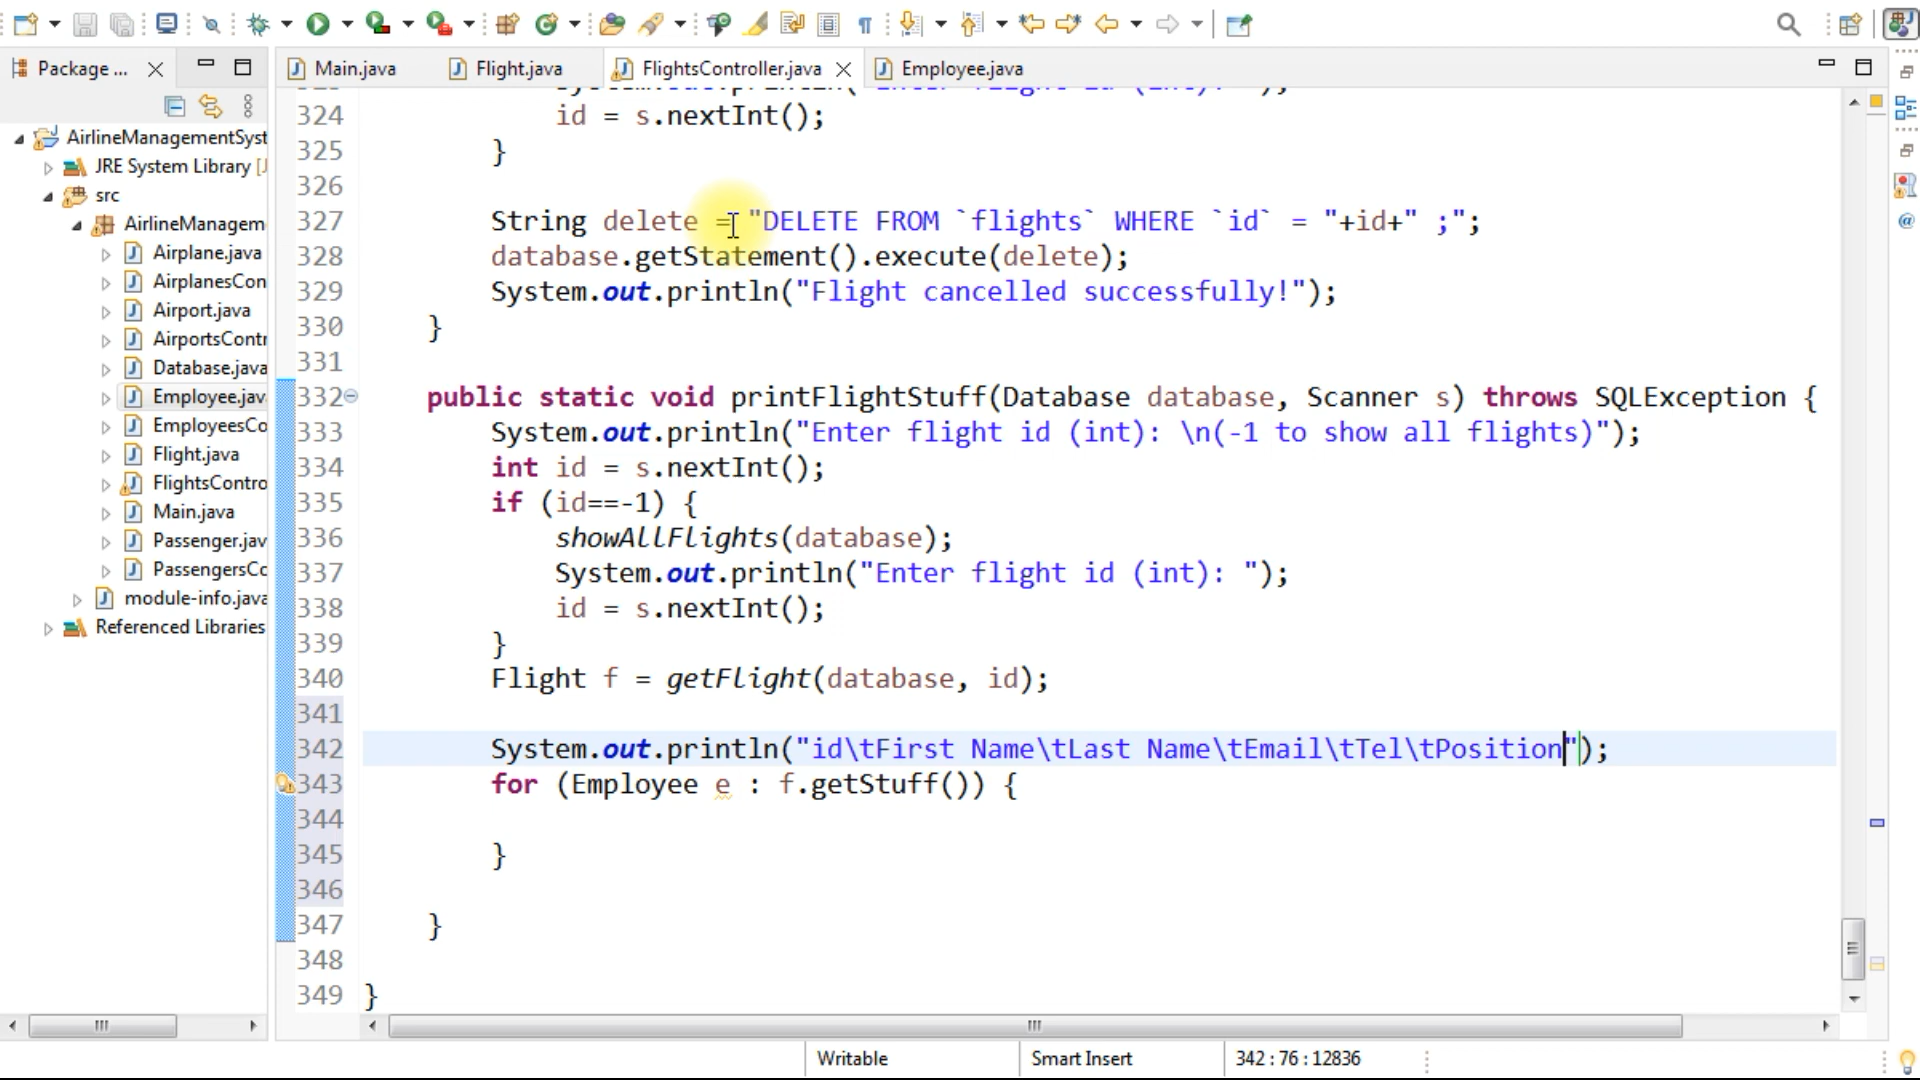 Package ...
Main.java
Flight.java
FlightsController.java
Employee.java
AirlineManagementSyst
JRE System Library [J
src
AirlineManagem
Airplane.java
AirplanesCon
Airport.java
AirportsContr
Database.java
Employee.jav
EmployeesCo
Flight.java
FlightsContro
Main.java
Passenger.jav
PassengersCo
module-info.java
Referenced Libraries
324 id = s.nextInt();
325 }
326
327 String delete = "DELETE FROM `flights` WHERE `id` = "+id+" ;";
328 database.getStatement().execute(delete);
329 System.out.println("Flight cancelled successfully!");
330 }
331
332 public static void printFlightStuff(Database database, Scanner s) throws SQLException {
333 System.out.println("Enter flight id (int): \n(-1 to show all flights)");
334 int id = s.nextInt();
335 if (id==-1) {
336 showAllFlights(database);
337 System.out.println("Enter flight id (int): ");
338 id = s.nextInt();
339 }
340 Flight f = getFlight(database, id);
341
342 System.out.println("id\tFirst Name\tLast Name\tEmail\tTel\tPosition");
343 for (Employee e : f.getStuff()) {
344
345 }
346
347 }
348
349 }
Writable
Smart Insert
342 : 76 : 12836